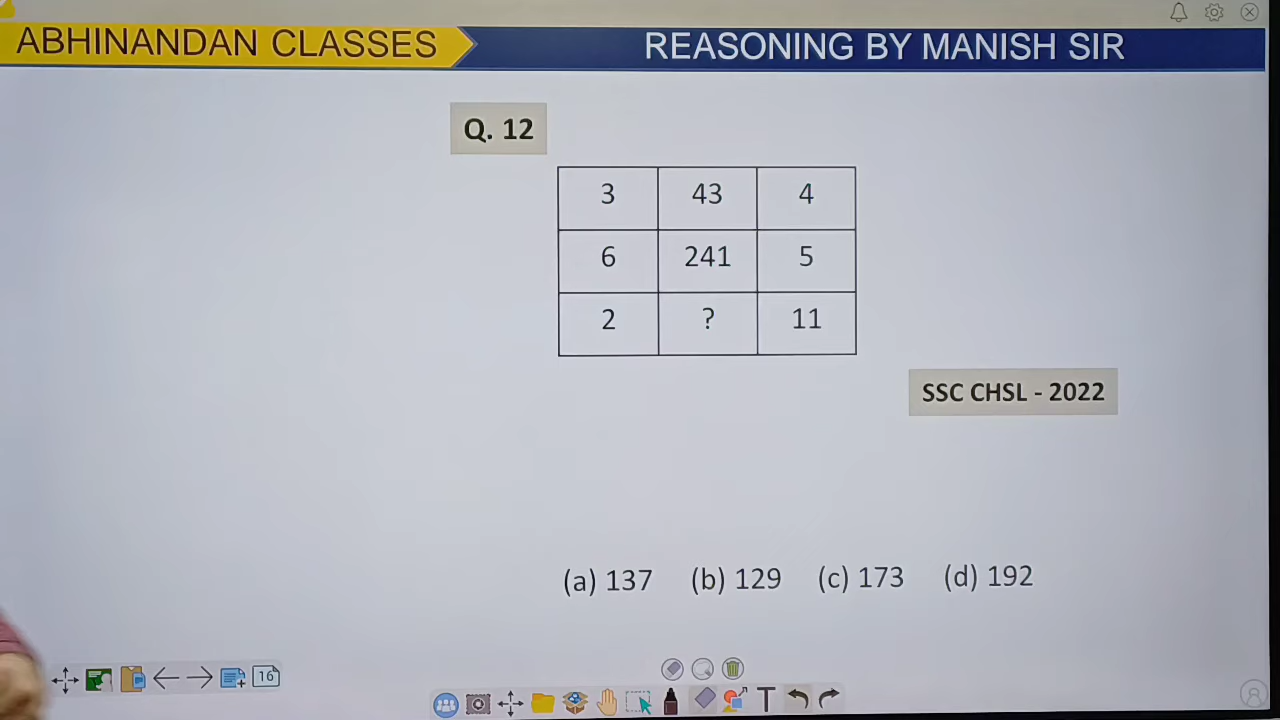 ABHINANDAN CLASSES REASONING BY MANISH SIR
Q. 12
3 43 4
6 241 5
2 ? 11
SSC CHSL - 2022
(a) 137 (b) 129 (c) 173 (d) 192
16
T